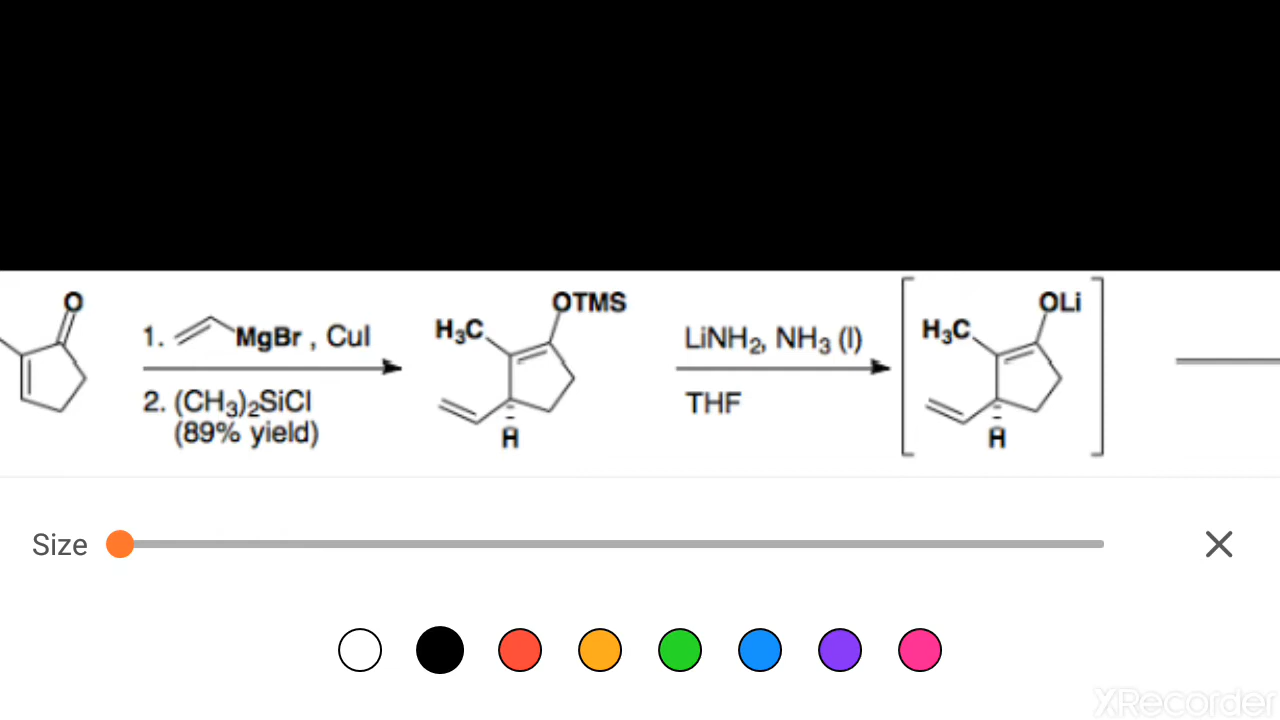 O
1. MgBr , CuI
2. (CH3)2SiCl
(89% yield)
OTMS
H3C
H
LiNH2, NH3 (l)
THF
OLi
H3C
H
Size
XRecorder